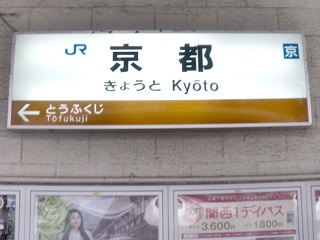 JR 京都 京
きょうと Kyōto
← とうふくじ
Tōfukuji
関西1デイパス
3,600円 1,800円